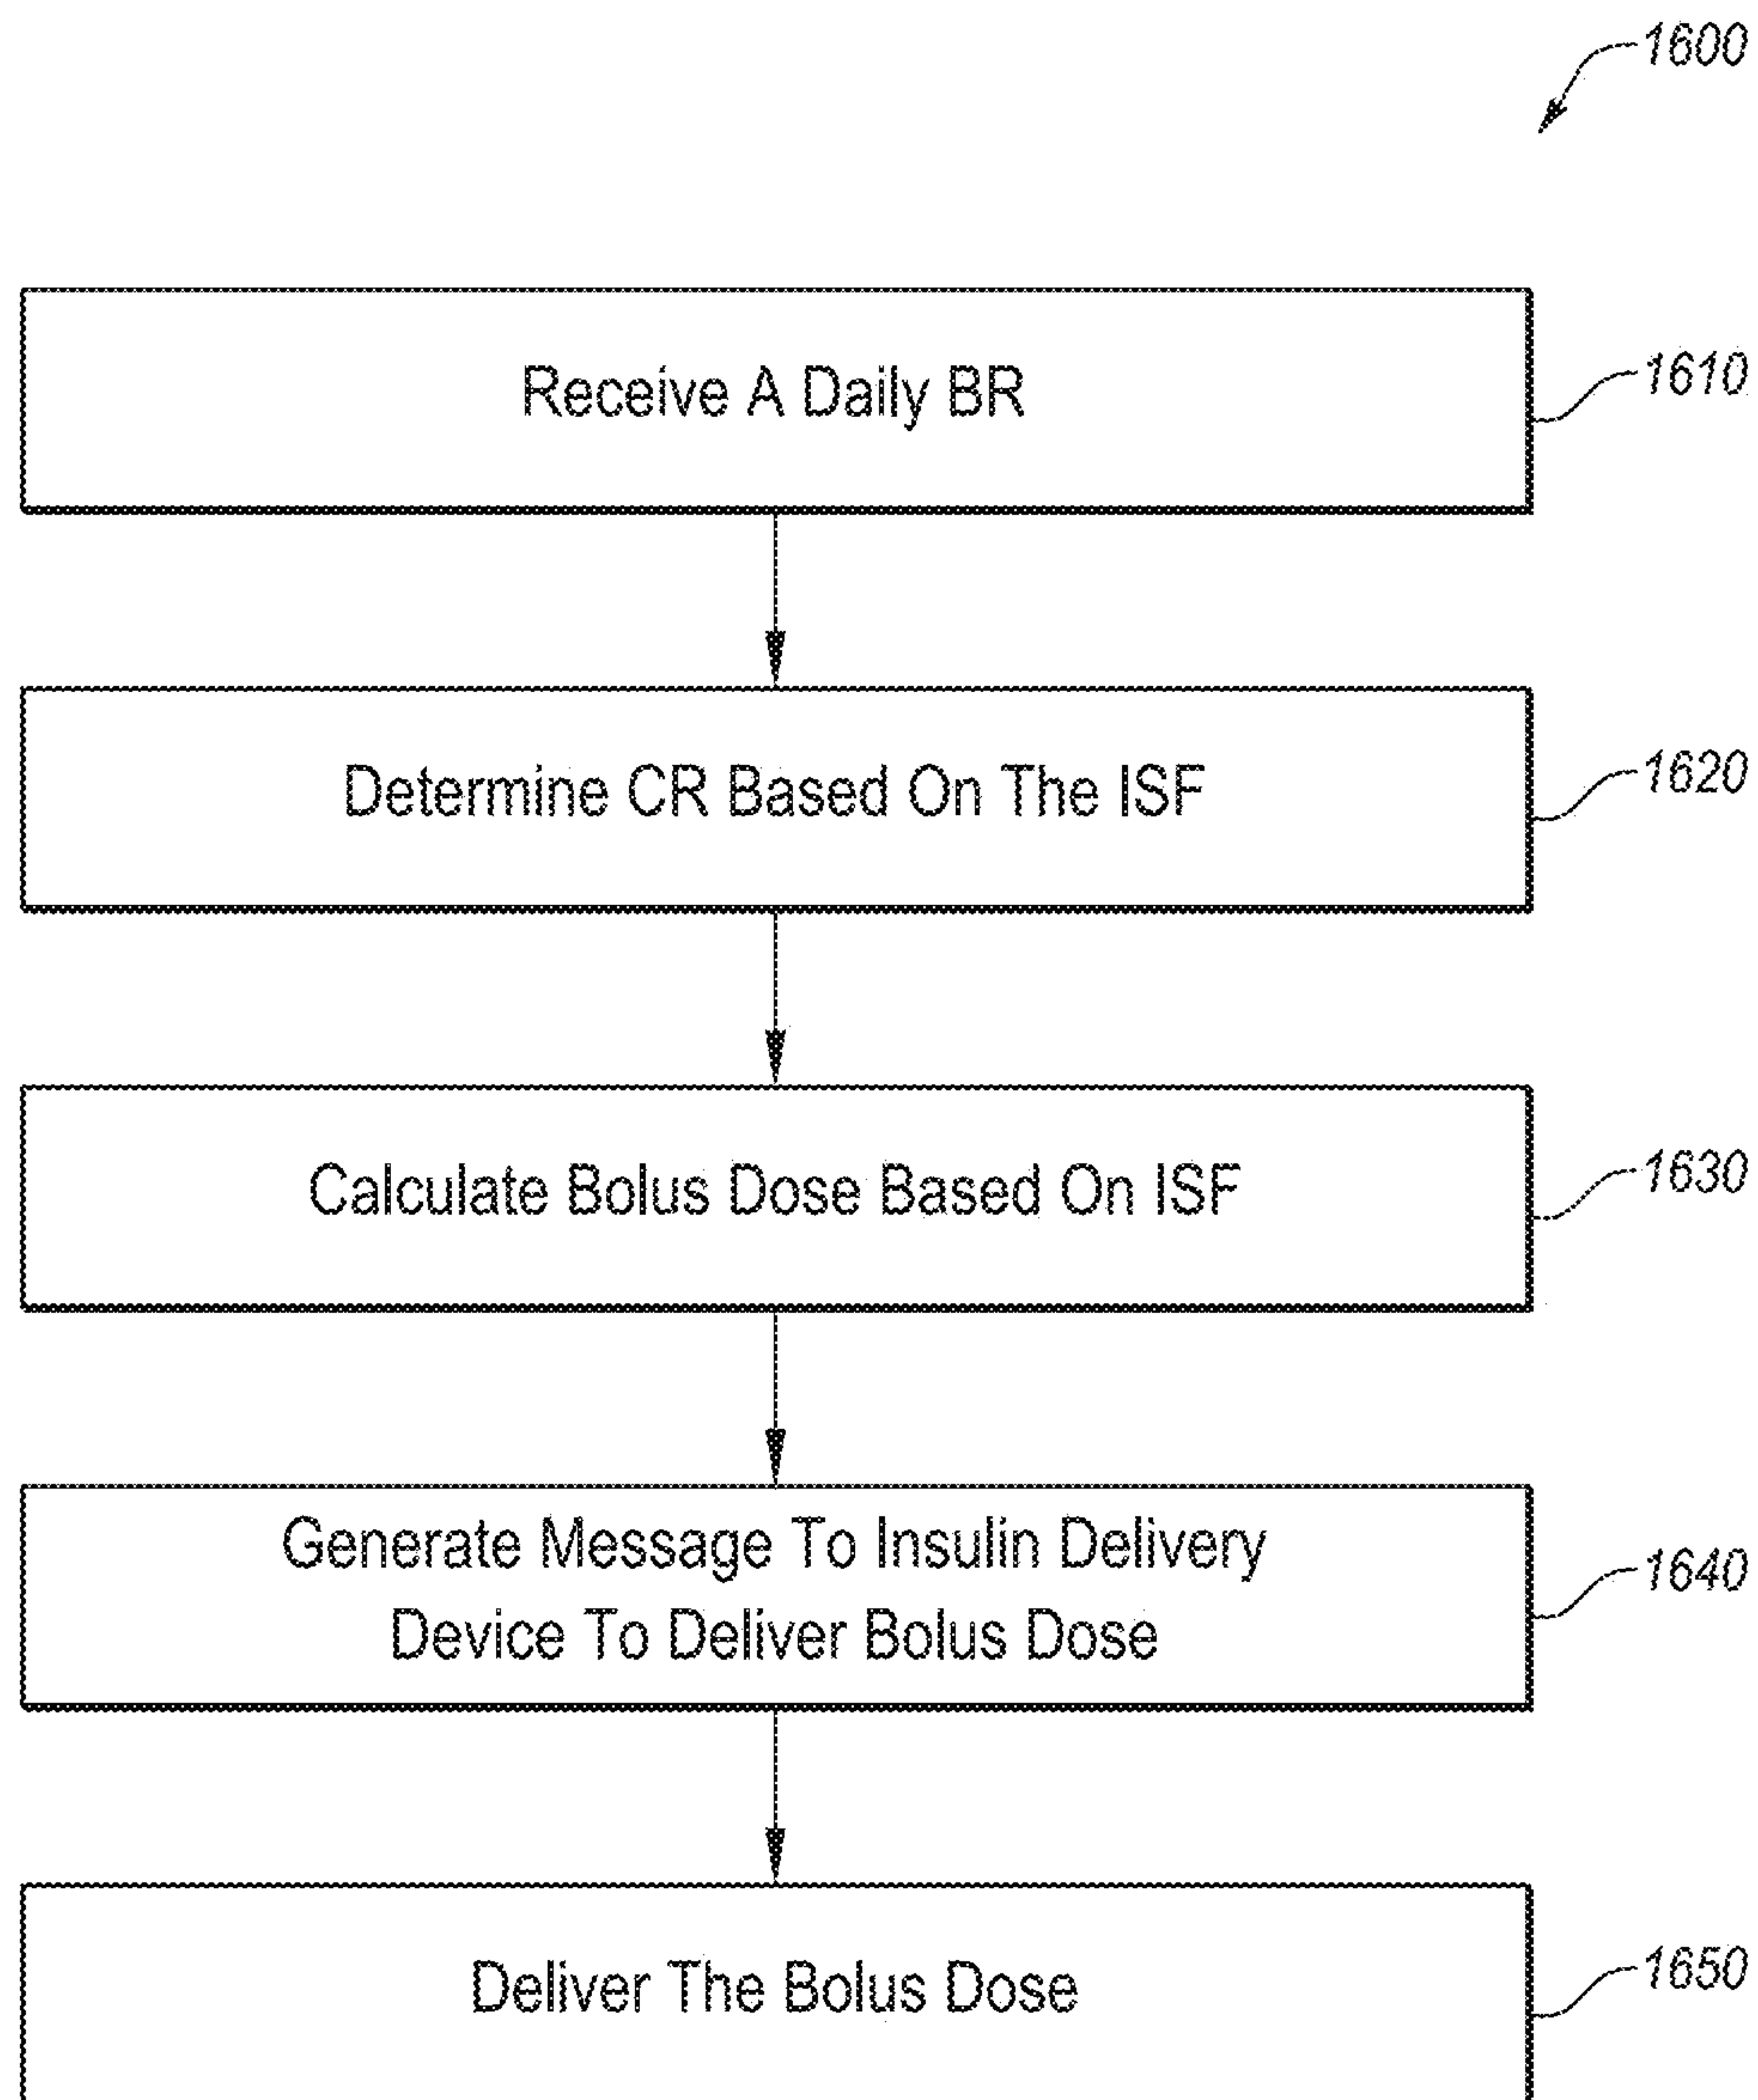 1600
Receive A Daily BR
1610
Determine CR Based On The ISF
1620
Calculate Bolus Dose Based On ISF
1630
Generate Message To Insulin Delivery
Device To Deliver Bolus Dose
1640
Deliver The Bolus Dose
1650